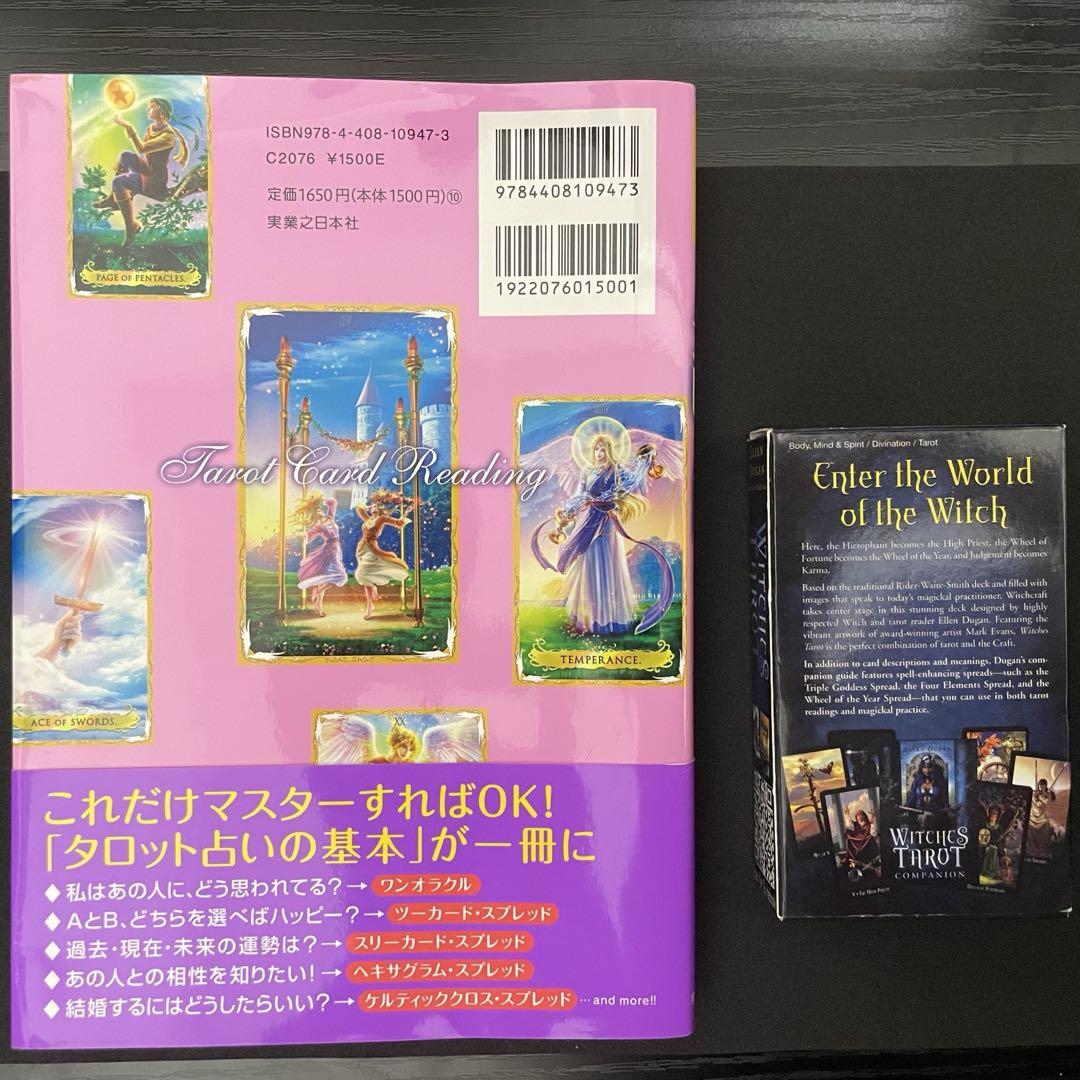 PAGE OF PENTACLES.
ISBN978-4-408-10947-3
C2076 ¥1500E
定価1650円(本体1500円)⑩
実業之日本社
9784408109473
1922076015001
Tarot Card Reading
XIII
TEMPERANCE.
ACE OF SWORDS.
XX
これだけマスターすればOK!
「タロット占いの基本」が一冊に
◆私はあの人に、どう思われてる?→ワンオラクル
◆AとB、どちらを選べばハッピー?→ツーカード・スプレッド
◆過去・現在・未来の運勢は?→スリーカード・スプレッド
◆あの人との相性を知りたい!→ヘキサグラム・スプレッド
◆結婚するにはどうしたらいい?→ケルティッククロス・スプレッド …and more!!
Body, Mind & Spirit / Divination / Tarot
Enter the World
of the Witch
Here, the Hierophant becomes the High Priest, the Wheel of
Fortune becomes the Wheel of the Year, and Judgement becomes
Karma.
Based on the traditional Rider-Waite-Smith deck and filled with
images that speak to today's magickal practitioner, Witchcraft
takes center stage in this stunning deck designed by highly
respected Witch and tarot reader Ellen Dugan. Featuring the
vibrant artwork of award-winning artist Mark Evans, Witches
Tarot is the perfect combination of tarot and the Craft.
In addition to card descriptions and meanings, Dugan's com-
panion guide features spell-enhancing spreads—such as the
Triple Goddess Spread, the Four Elements Spread, and the
Wheel of the Year Spread—that you can use in both tarot
readings and magickal practice.
ELLEN DUGAN
WITCHES
TAROT
COMPANION
V • THE HIGH PRIEST
ELLEN
DUGAN
WITCHES
TAROT